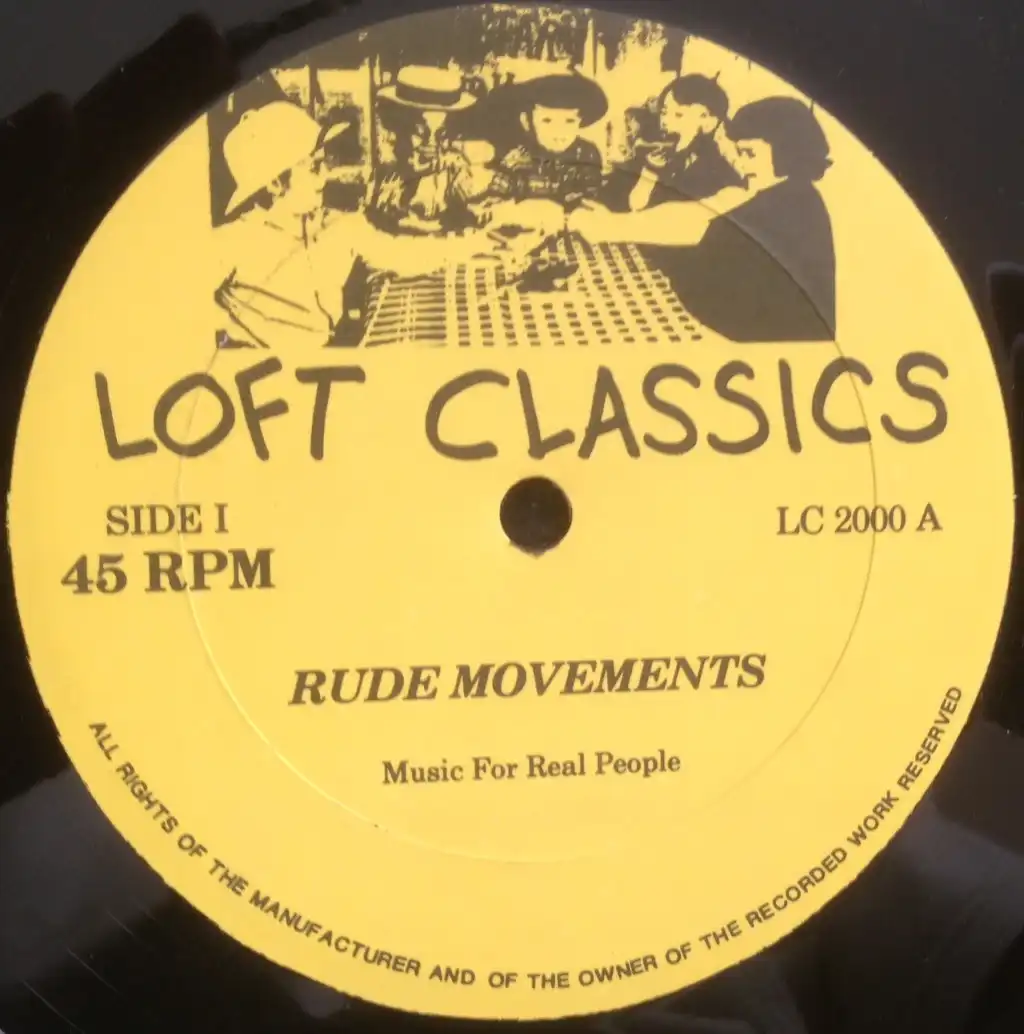 LOFT CLASSICS
SIDE I
LC 2000 A
45 RPM
RUDE MOVEMENTS
Music For Real People
ALL RIGHTS OF THE MANUFACTURER AND OF THE OWNER OF THE RECORDED WORK RESERVED